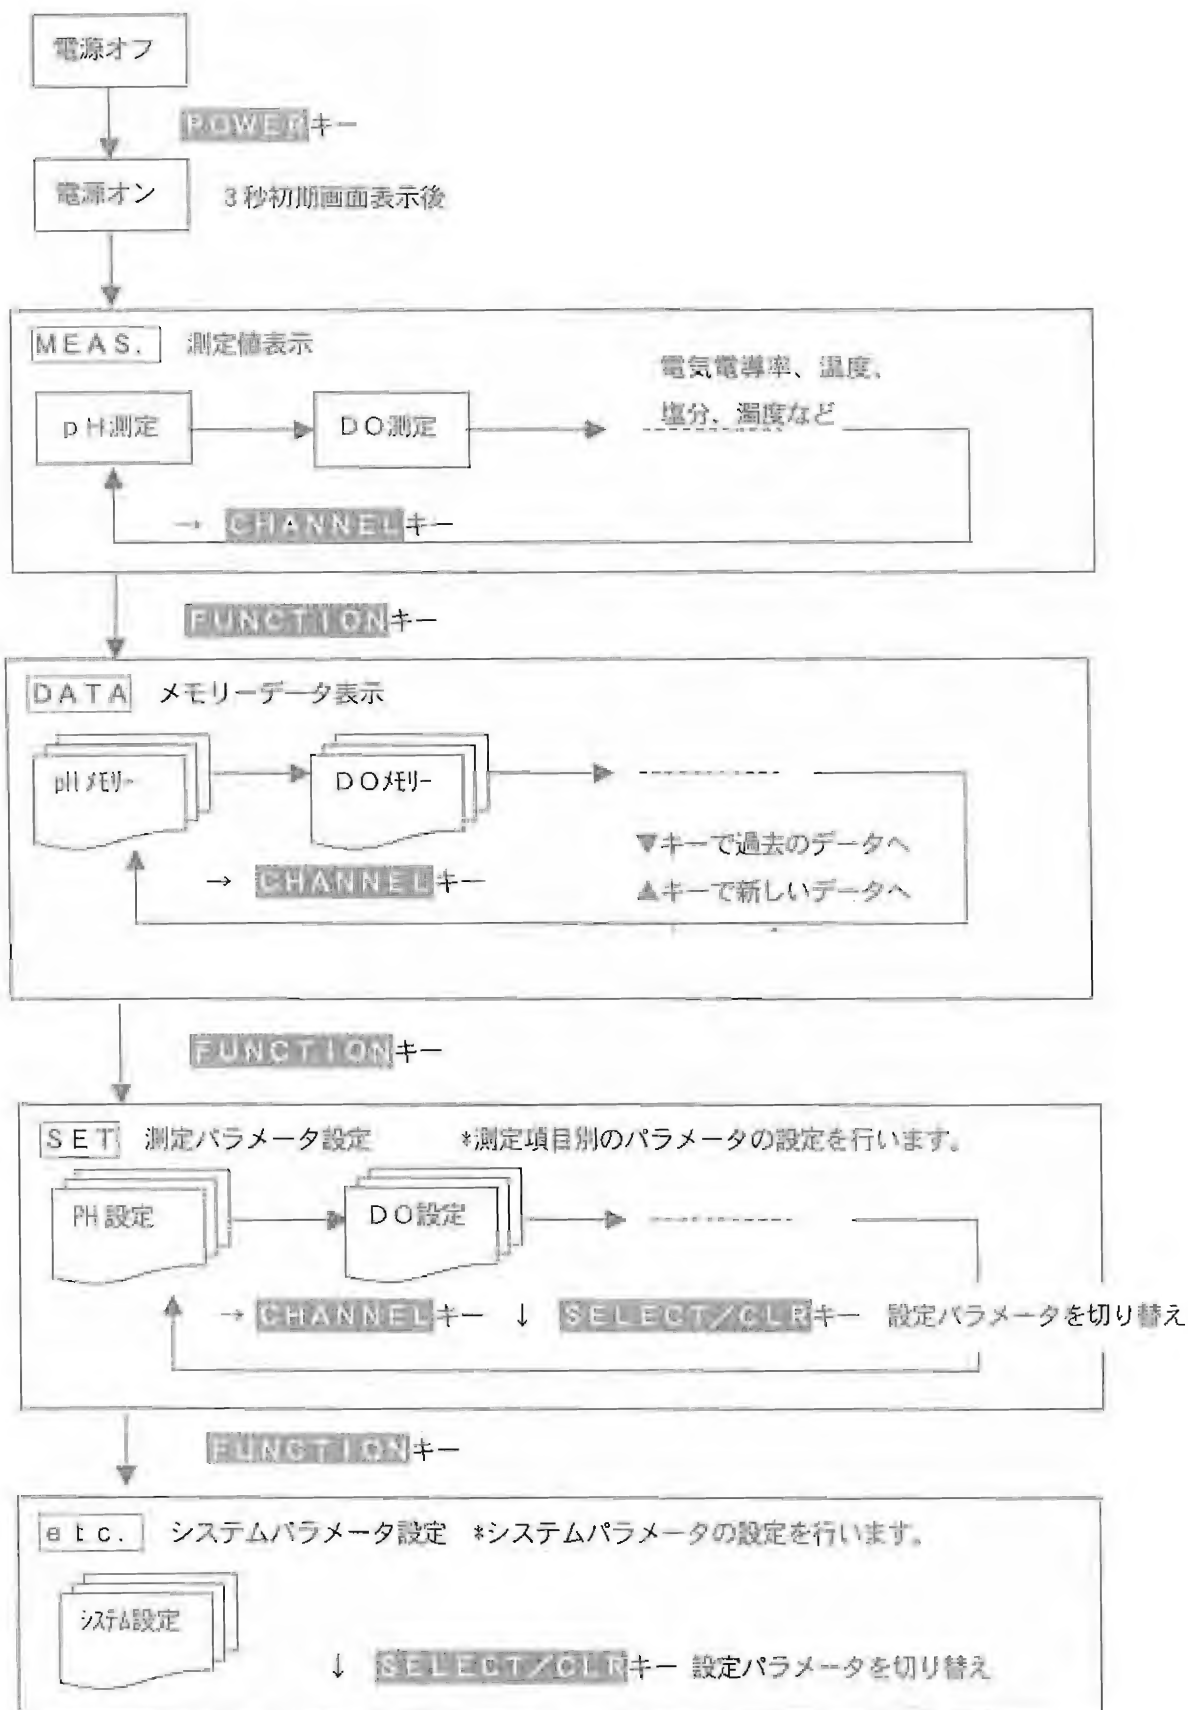 電源オフ
POWERキー
電源オン 3秒初期画面表示後
MEAS. 測定値表示
電気電導率、温度、
塩分、濁度など
pH測定 DO測定
→ CHANNELキー
FUNCTIONキー
DATA メモリーデータ表示
pHメモリー DOメモリー
▼キーで過去のデータへ
→ CHANNELキー ▲キーで新しいデータへ
FUNCTIONキー
SET 測定パラメータ設定 *測定項目別のパラメータの設定を行います。
PH設定 DO設定
→ CHANNELキー ↓ SELECT/CLRキー 設定パラメータを切り替え
FUNCTIONキー
etc. システムパラメータ設定 *システムパラメータの設定を行います。
システム設定
↓ SELECT/CLRキー 設定パラメータを切り替え